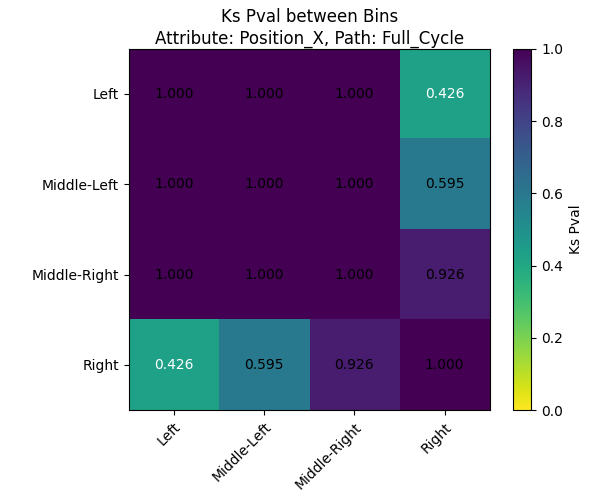 Ks Pval between Bins
Attribute: Position_X, Path: Full_Cycle
Left 1.000 1.000 1.000 0.426
Middle-Left 1.000 1.000 1.000 0.595
Middle-Right 1.000 1.000 1.000 0.926
Right 0.426 0.595 0.926 1.000
Left Middle-Left Middle-Right Right
1.0
0.8
0.6
0.4
0.2
0.0
Ks Pval